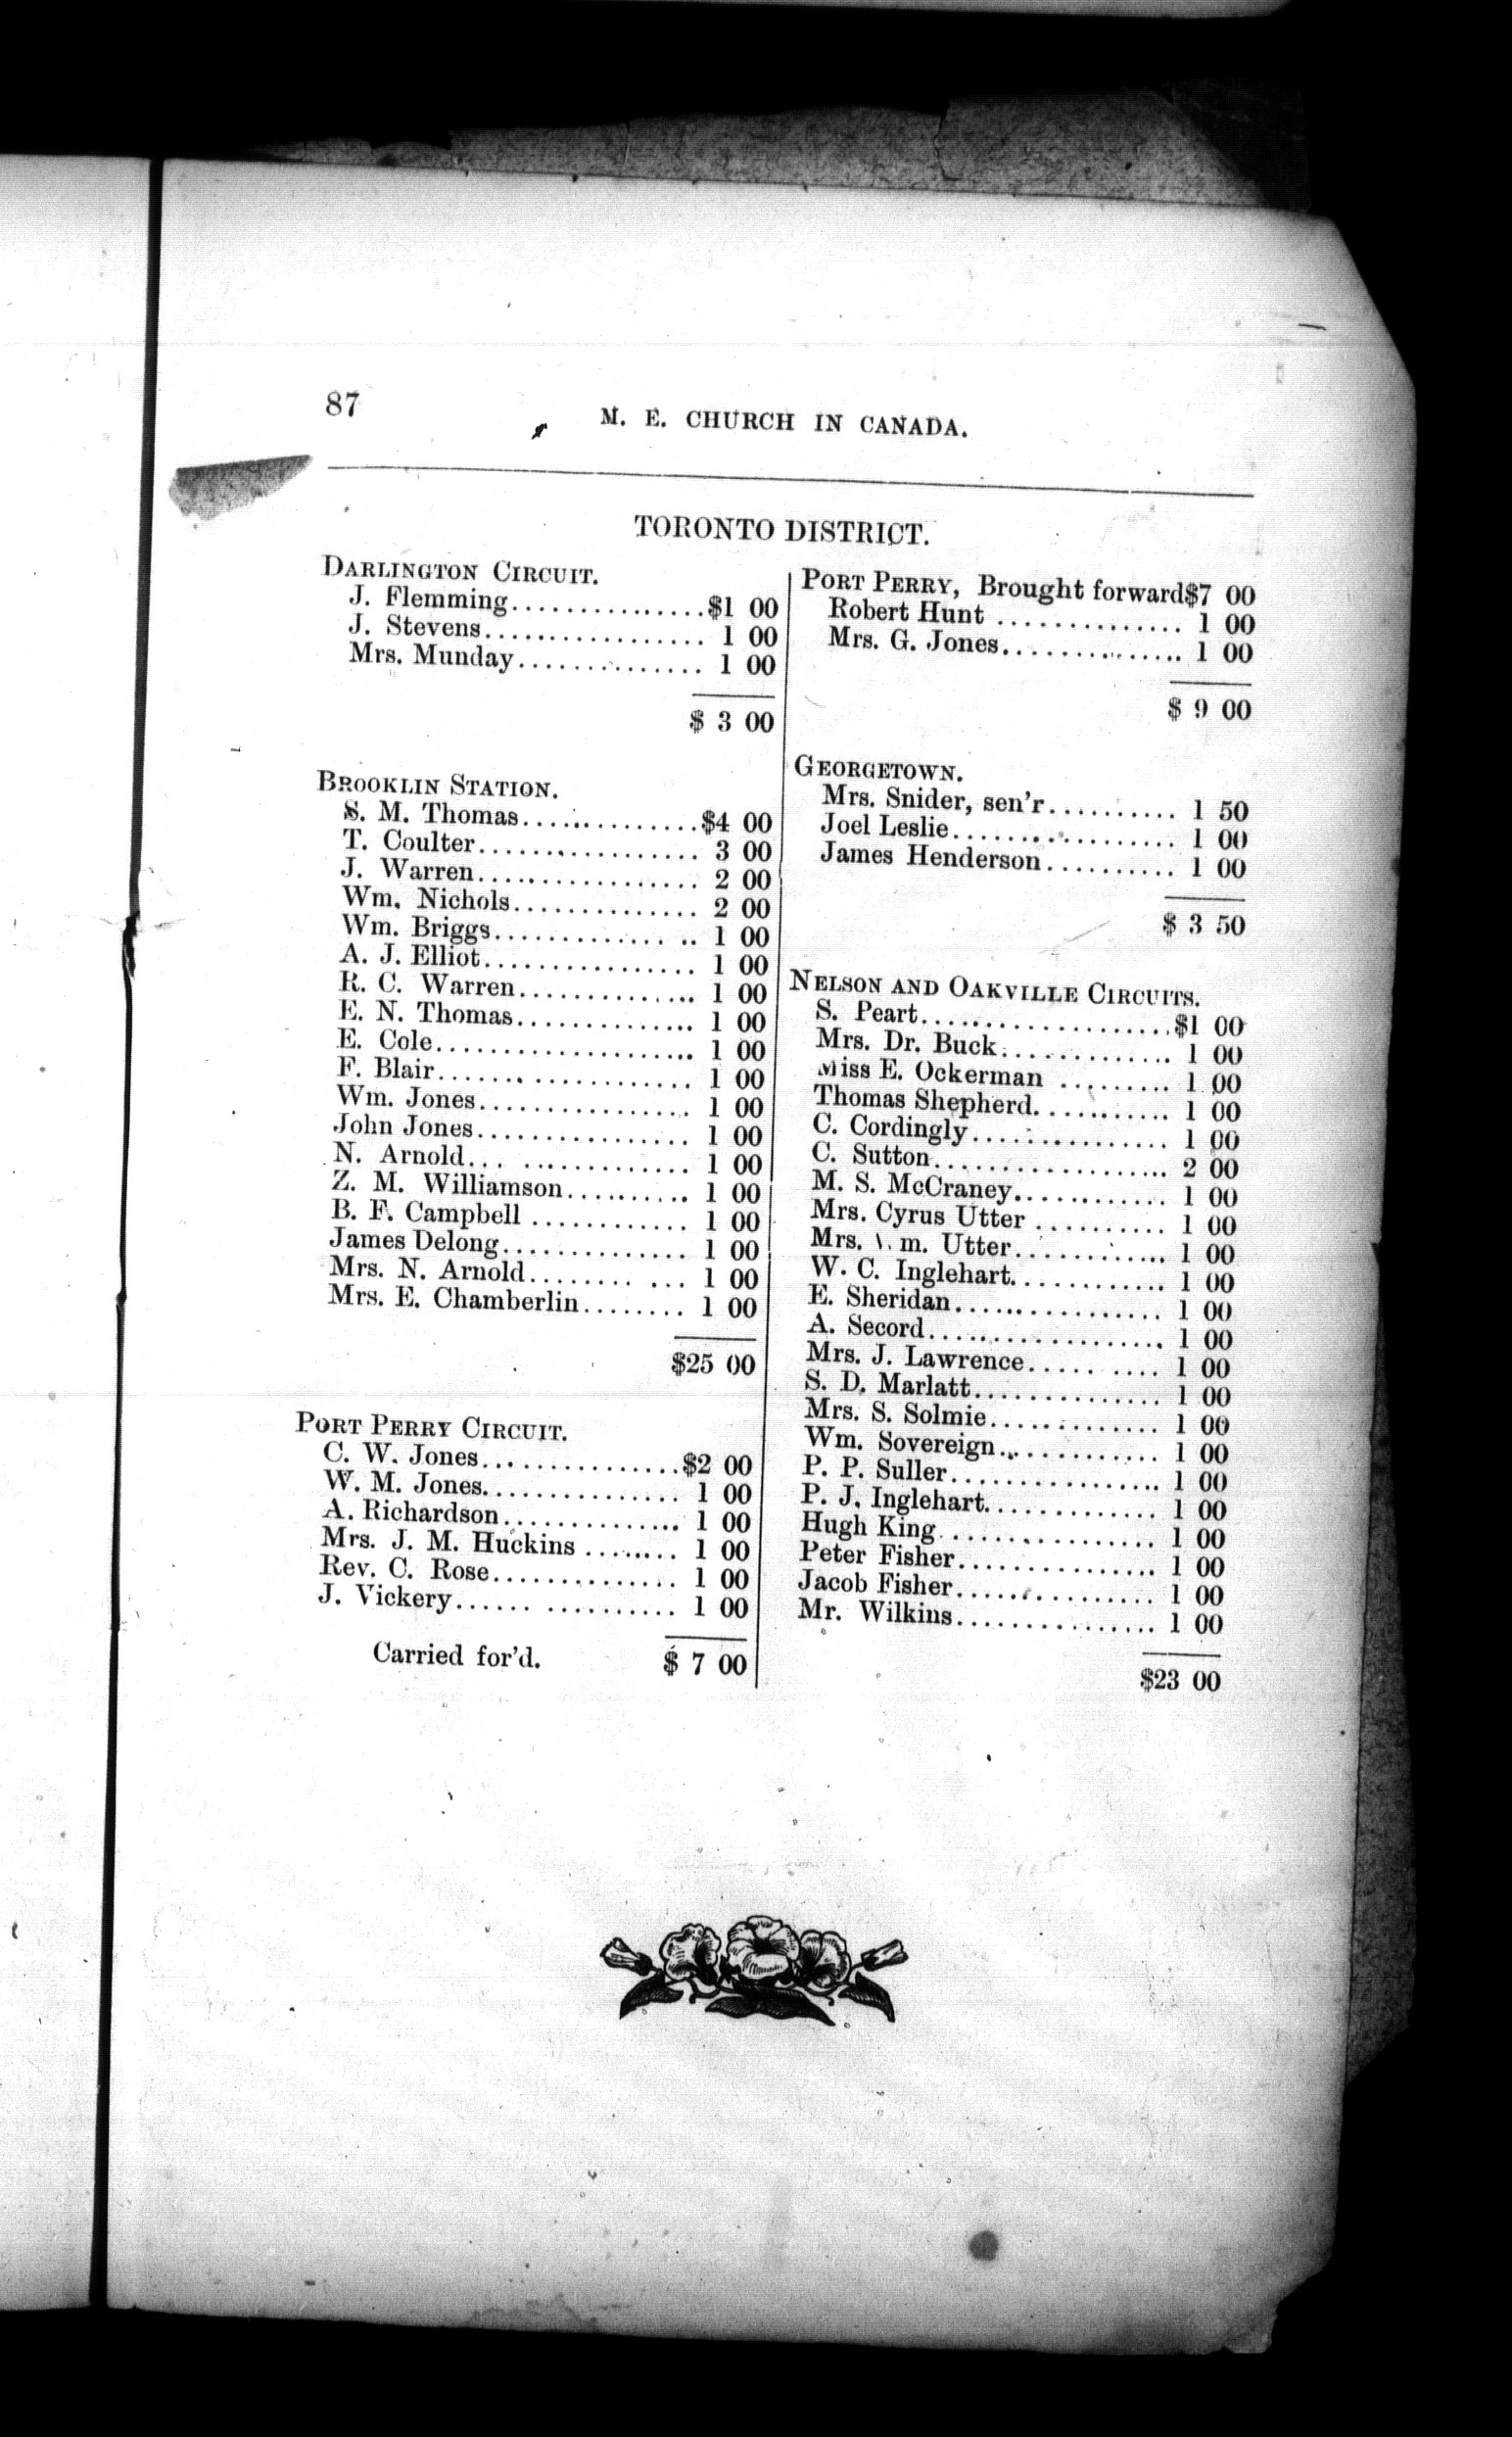 87
M. E. CHURCH IN CANADA.
TORONTO DISTRICT.
DARLINGTON CIRCUIT.
J. Flemming...............$1 00
J. Stevens................. 1 00
Mrs. Munday.............. 1 00
$ 3 00
BROOKLIN STATION.
S. M. Thomas..............$4 00
T. Coulter................. 3 00
J. Warren................. 2 00
Wm. Nichols.............. 2 00
Wm. Briggs............. .. 1 00
A. J. Elliot................ 1 00
R. C. Warren.............. 1 00
E. N. Thomas.............. 1 00
E. Cole.................... 1 00
F. Blair.................... 1 00
Wm. Jones................ 1 00
John Jones................ 1 00
N. Arnold... ............. 1 00
Z. M. Williamson.......... 1 00
B. F. Campbell ............ 1 00
James Delong.............. 1 00
Mrs. N. Arnold........ ... 1 00
Mrs. E. Chamberlin........ 1 00
$25 00
PORT PERRY CIRCUIT.
C. W. Jones...............$2 00
W. M. Jones............... 1 00
A. Richardson.............. 1 00
Mrs. J. M. Huckins ........ 1 00
Rev. C. Rose.............. 1 00
J. Vickery...... .......... 1 00
Carried for'd. $ 7 00
PORT PERRY, Brought forward$7 00
Robert Hunt .............. 1 00
Mrs. G. Jones.............. 1 00
$ 9 00
GEORGETOWN.
Mrs. Snider, sen'r.......... 1 50
Joel Leslie................. 1 00
James Henderson.......... 1 00
$ 3 50
NELSON AND OAKVILLE CIRCUITS.
S. Peart...................$1 00
Mrs. Dr. Buck............. 1 00
Miss E. Ockerman ......... 1 00
Thomas Shepherd........... 1 00
C. Cordingly............... 1 00
C. Sutton.................. 2 00
M. S. McCraney............ 1 00
Mrs. Cyrus Utter .......... 1 00
Mrs. m. Utter............ 1 00
W. C. Inglehart............ 1 00
E. Sheridan................ 1 00
A. Secord.................. 1 00
Mrs. J. Lawrence..... .... 1 00
S. D. Marlatt.............. 1 00
Mrs. S. Solmie............. 1 00
Wm. Sovereign............ 1 00
P. P. Suller................ 1 00
P. J. Inglehart............. 1 00
Hugh King................ 1 00
Peter Fisher............... 1 00
Jacob Fisher............... 1 00
Mr. Wilkins............... 1 00
$23 00